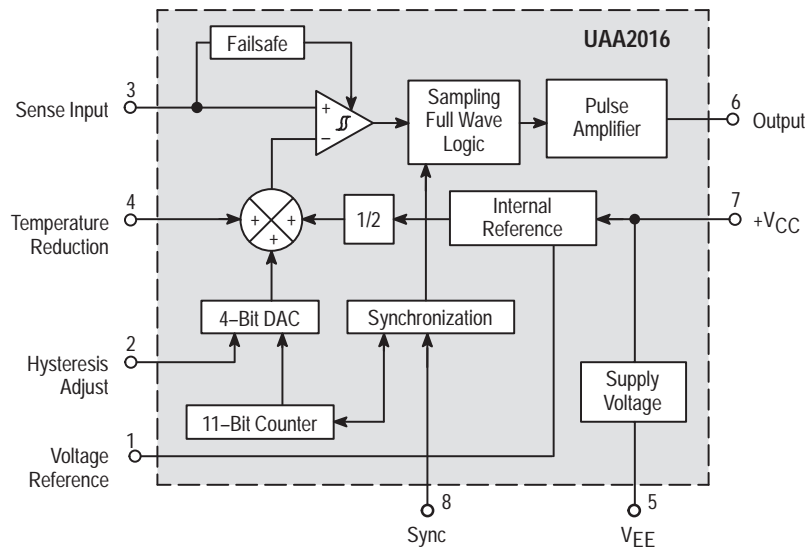 Failsafe
UAA2016
3
Sense Input
+
−
Sampling
Full Wave
Logic
Pulse
Amplifier
6
Output
4
Temperature
Reduction
+
+
+
1/2
Internal
Reference
7
+VCC
4−Bit DAC
Synchronization
2
Hysteresis
Adjust
Supply
Voltage
11−Bit Counter
1
Voltage
Reference
8
Sync
5
VEE